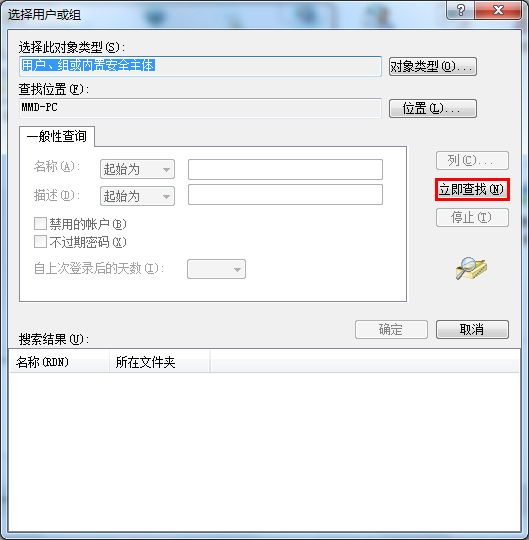 选择用户或组
选择此对象类型(S):
用户、组或内置安全主体
对象类型(O)...
查找位置(F):
MMD-PC
位置(L)...
一般性查询
名称(A):
起始为
列(C)...
描述(D):
起始为
立即查找(N)
停止(T)
禁用的帐户(B)
不过期密码(X)
自上次登录后的天数(I):
确定
取消
搜索结果(U):
名称(RDN)
所在文件夹